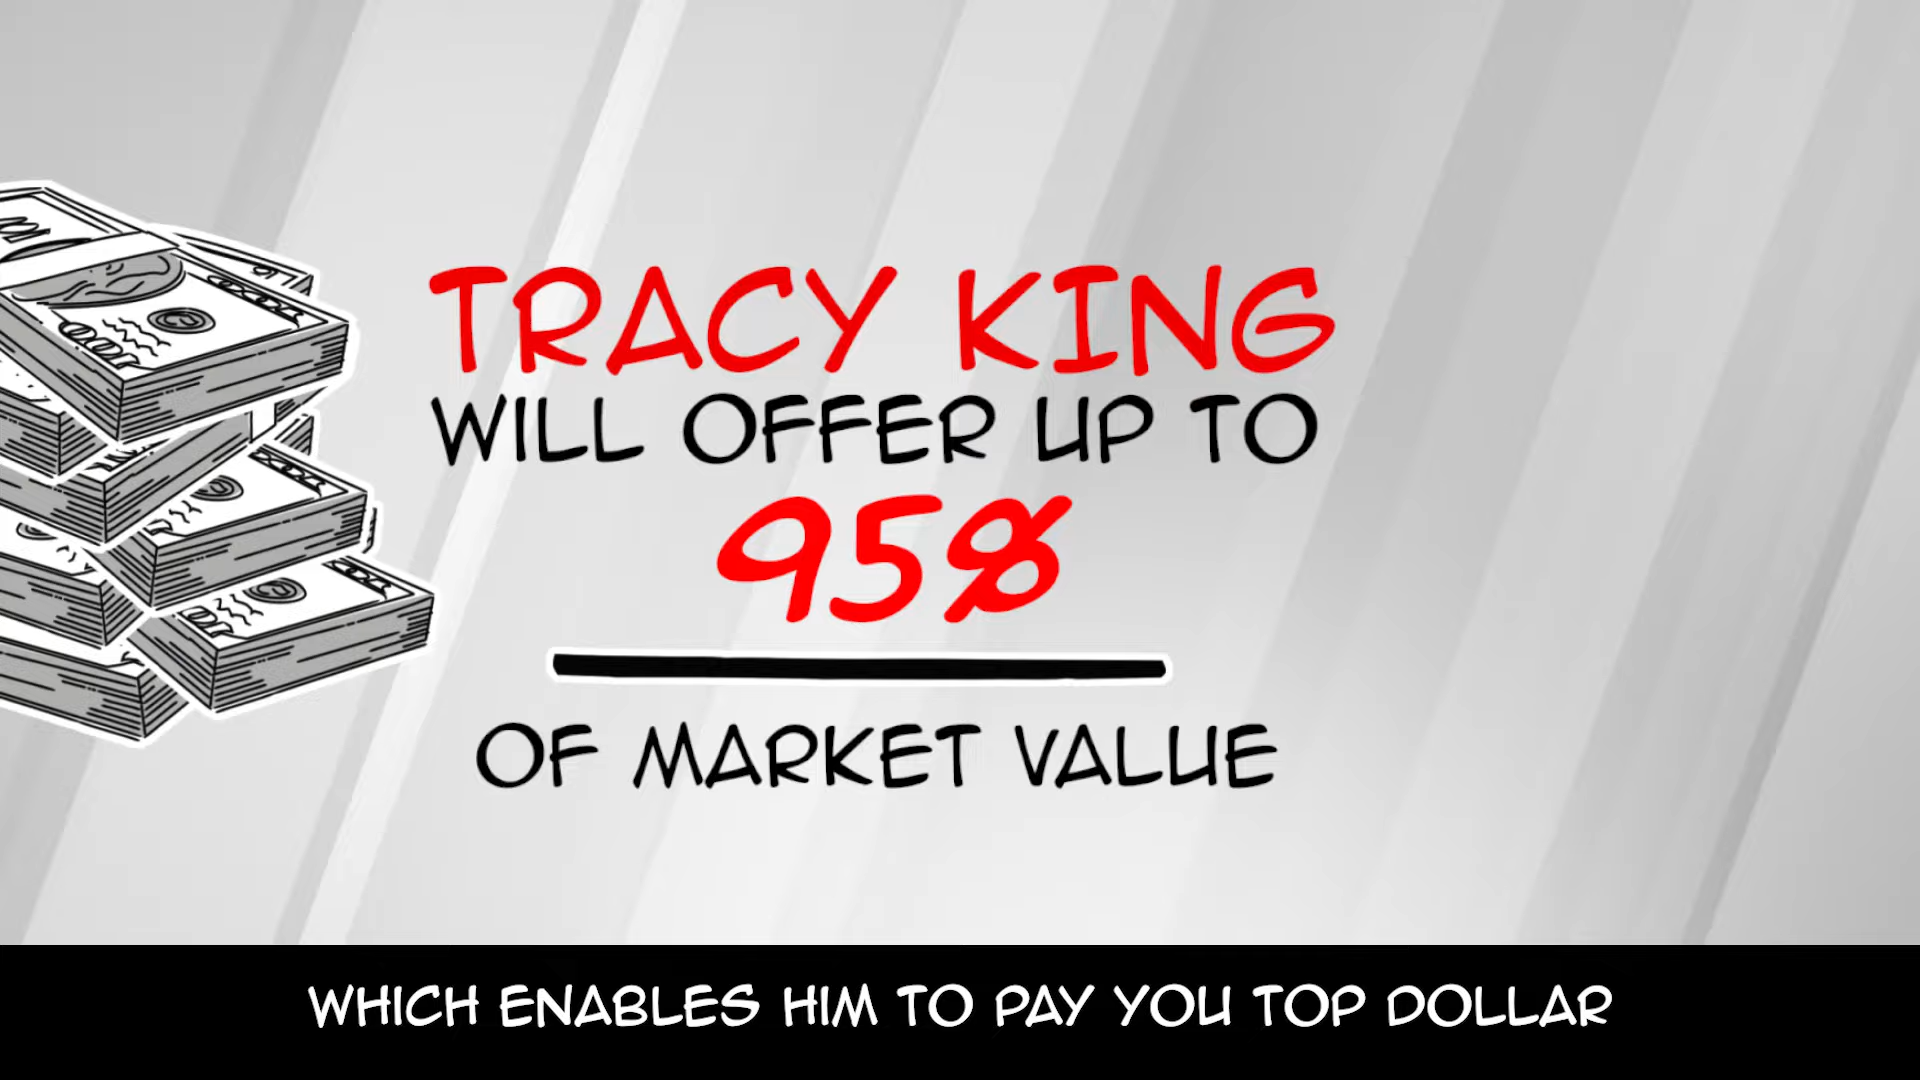 TRACY KING
WILL OFFER UP TO
95%
OF MARKET VALUE
WHICH ENABLES HIM TO PAY YOU TOP DOLLAR